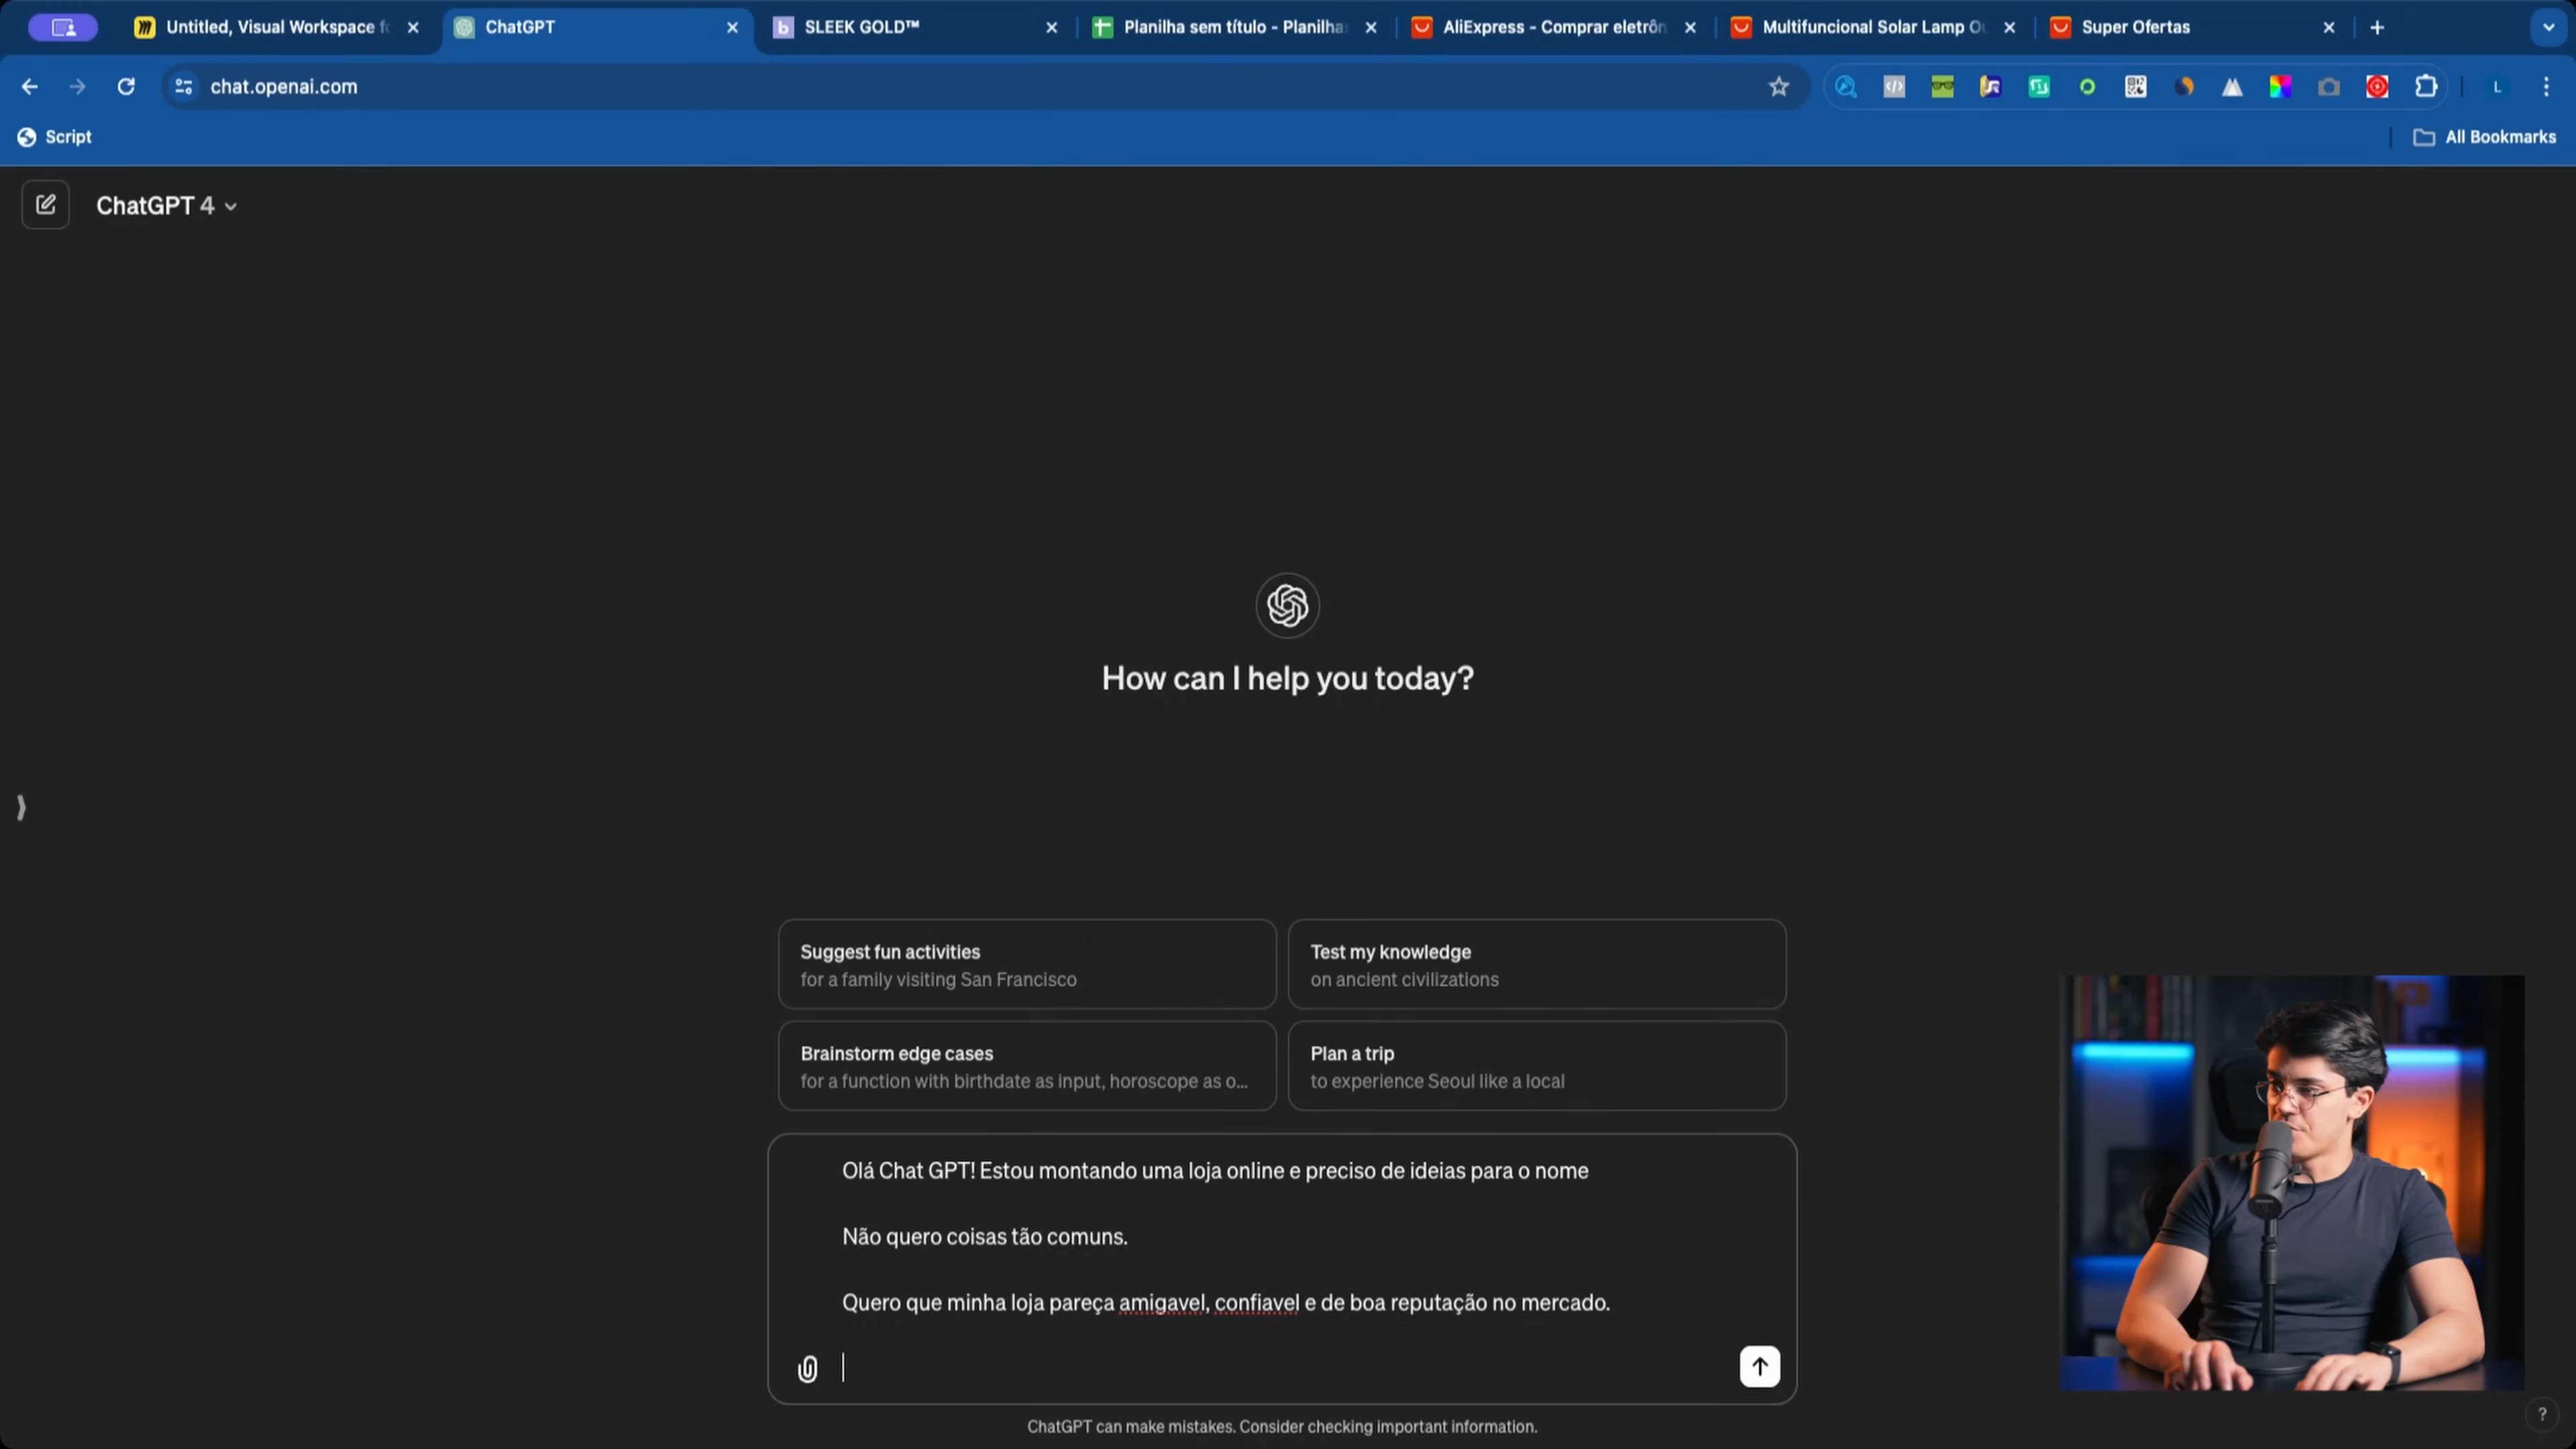 Untitled, Visual Workspace fo
ChatGPT
SLEEK GOLD™
Planilha sem título - Planilhas
AliExpress - Comprar eletrôn
Multifuncional Solar Lamp Ou
Super Ofertas
chat.openai.com
L
Script
All Bookmarks
ChatGPT 4
How can I help you today?
Suggest fun activities
for a family visiting San Francisco
Test my knowledge
on ancient civilizations
Brainstorm edge cases
for a function with birthdate as input, horoscope as o...
Plan a trip
to experience Seoul like a local
Olá Chat GPT! Estou montando uma loja online e preciso de ideias para o nome
Não quero coisas tão comuns.
Quero que minha loja pareça amigavel, confiavel e de boa reputação no mercado.
ChatGPT can make mistakes. Consider checking important information.
?